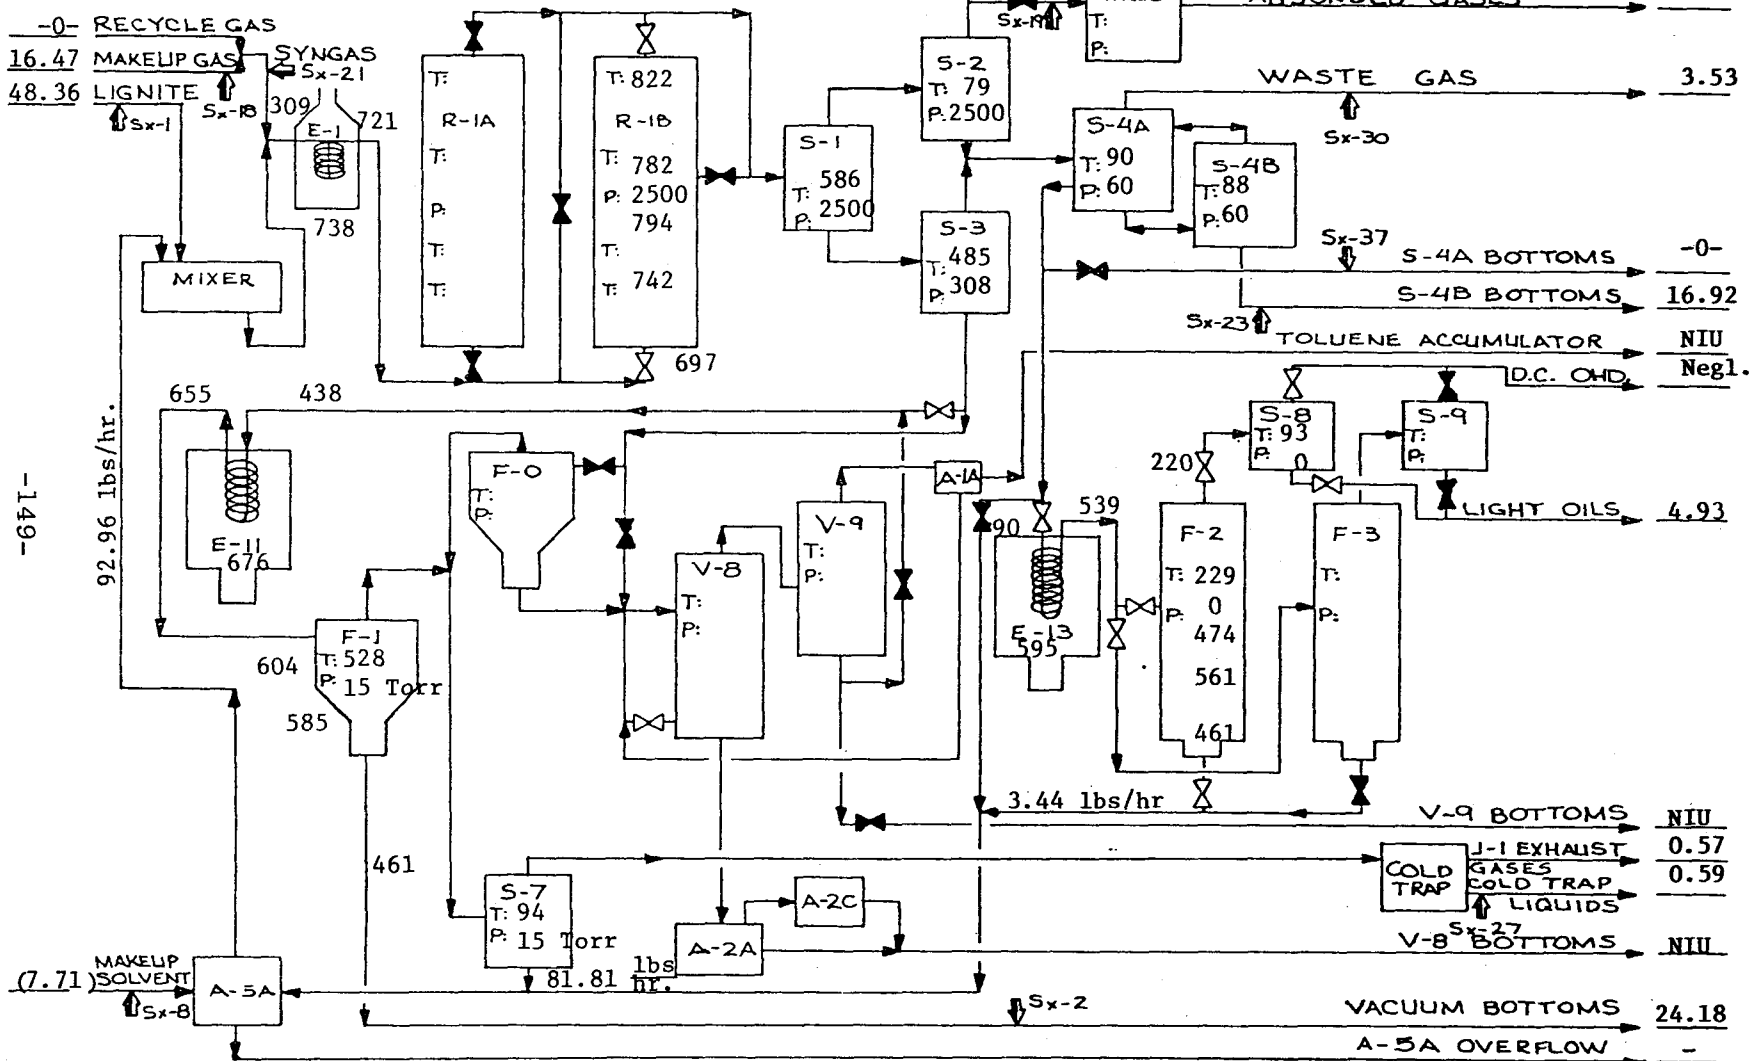 -0- RECYCLE GAS
16.47 MAKEUP GAS
48.36 LIGNITE
SYNGAS
Sx-21
Sx-18
Sx-1
309
E-1
721
738
MIXER
92.96 lbs/hr.
T:
R-1A
T:
P:
T:
T:
T: 822
R-1B
T: 782
P: 2500
794
T:
T: 742
697
S-1
T: 586
P: 2500
S-2
T: 79
P: 2500
S-3
T: 485
P: 308
Sx-19
T:
P:
ABSORBED GASES
WASTE GAS 3.53
Sx-30
S-4A
T: 90
P: 60
S-4B
T: 88
P: 60
Sx-37
S-4A BOTTOMS -0-
S-4B BOTTOMS 16.92
Sx-23
TOLUENE ACCUMULATOR NIU
D.C. OHD. Negl.
655
438
E-11
676
F-0
T:
P:
F-1
T: 528
P: 15 Torr
604
585
461
V-8
T:
P:
V-9
T:
P:
A-1A
90
539
E-13
595
220
F-2
T: 229
P: 0
474
561
461
S-8
T: 93
P: 0
S-9
T:
P:
LIGHT OILS 4.93
F-3
T:
P:
3.44 lbs/hr
V-9 BOTTOMS NIU
COLD TRAP
J-1 EXHAUST GASES 0.57
COLD TRAP LIQUIDS 0.59
Sx-27
V-8 BOTTOMS NIU
S-7
T: 94
P: 15 Torr
81.81 lbs hr.
A-2A
A-2C
(7.71) MAKEUP SOLVENT
Sx-8
A-5A
Sx-2
VACUUM BOTTOMS 24.18
A-5A OVERFLOW -
-149-